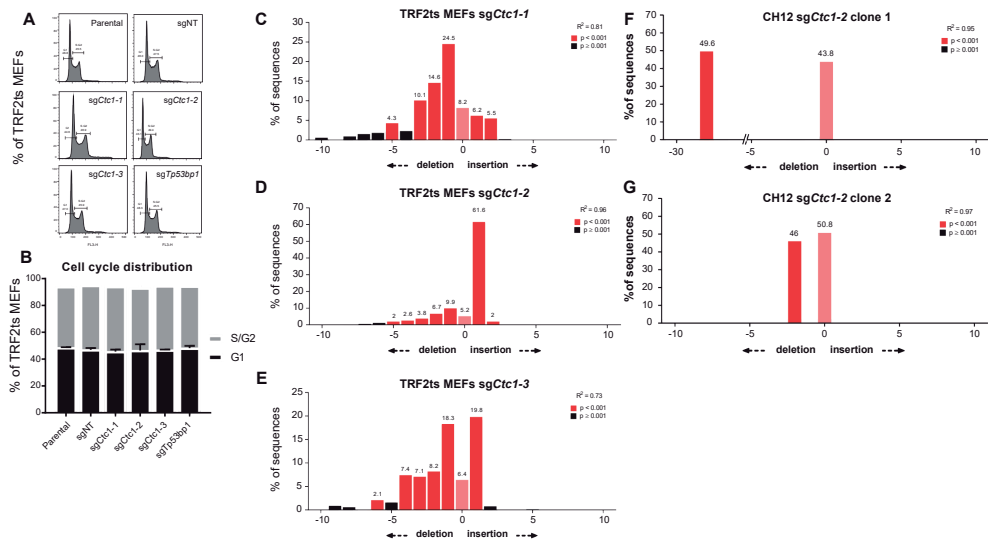 A
% of TRF2ts MEFs
Parental
sgNT
sgCtc1-1
sgCtc1-2
sgCtc1-3
sgTp53bp1
FL3-H
FL3-H
B
Cell cycle distribution
% of TRF2ts MEFs
100
80
60
40
20
0
S/G2
G1
Parental
sgNT
sgCtc1-1
sgCtc1-2
sgCtc1-3
sgTp53bp1
C
TRF2ts MEFs sgCtc1-1
R² = 0.81
p < 0.001
p ≥ 0.001
% of sequences
30
25
20
15
10
5
0
4.3
10.1
14.6
24.5
8.2
6.2
5.5
-10
-5
0
5
10
deletion insertion
D
TRF2ts MEFs sgCtc1-2
R² = 0.96
p < 0.001
p ≥ 0.001
% of sequences
70
60
50
40
30
20
10
0
2
2.6
3.8
6.7
9.9
5.2
61.6
2
-10
-5
0
5
10
deletion insertion
E
TRF2ts MEFs sgCtc1-3
R² = 0.73
p < 0.001
p ≥ 0.001
% of sequences
25
20
15
10
5
0
2.1
7.4
7.1
8.2
18.3
6.4
19.8
-10
-5
0
5
10
deletion insertion
F
CH12 sgCtc1-2 clone 1
R² = 0.95
p < 0.001
p ≥ 0.001
%of sequences
60
50
40
30
20
10
0
49.6
43.8
-30
-5
0
5
10
deletion insertion
G
CH12 sgCtc1-2 clone 2
R² = 0.97
p < 0.001
p ≥ 0.001
%of sequences
70
60
50
40
30
20
10
0
46
50.8
-10
-5
0
5
10
deletion insertion